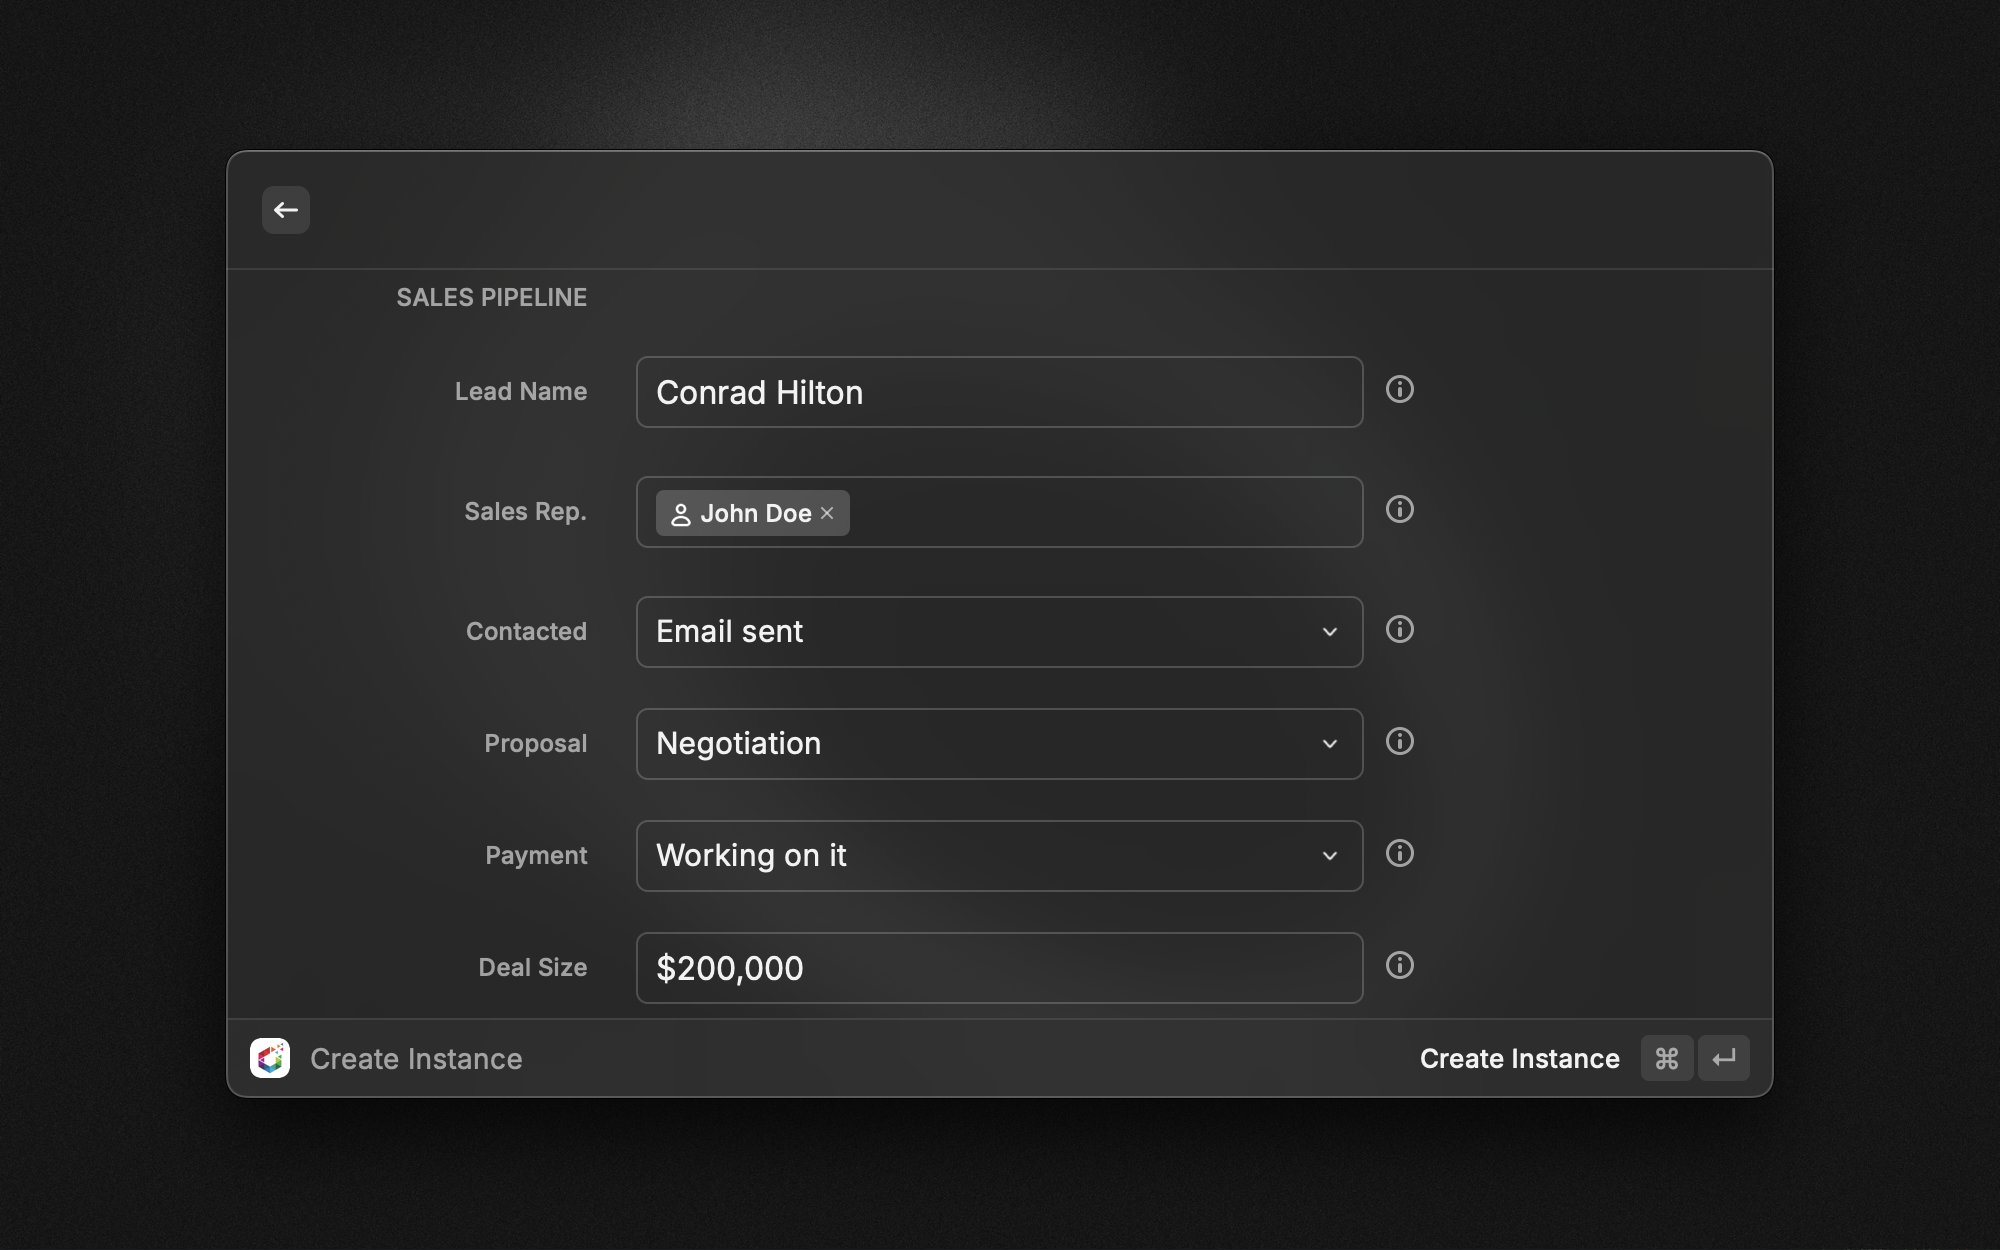 SALES PIPELINE
Lead Name
Conrad Hilton
Sales Rep.
John Doe
Contacted
Email sent
Proposal
Negotiation
Payment
Working on it
Deal Size
$200,000
Create Instance
Create Instance ⌘ ↵